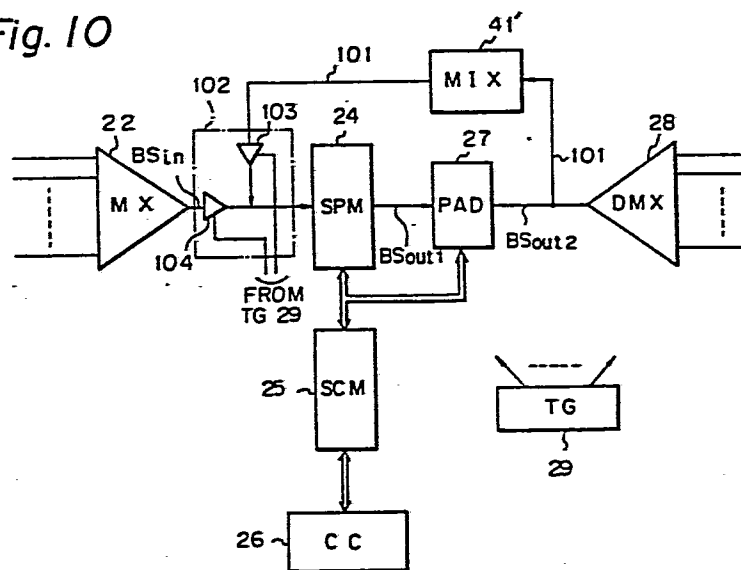 Fig. 10
41'
101
MIX
102
103
24
22
27
28
BSin
101
MX
SPM
PAD
DMX
BSout1
BSout2
104
FROM
TG 29
25
SCM
TG
29
26
CC